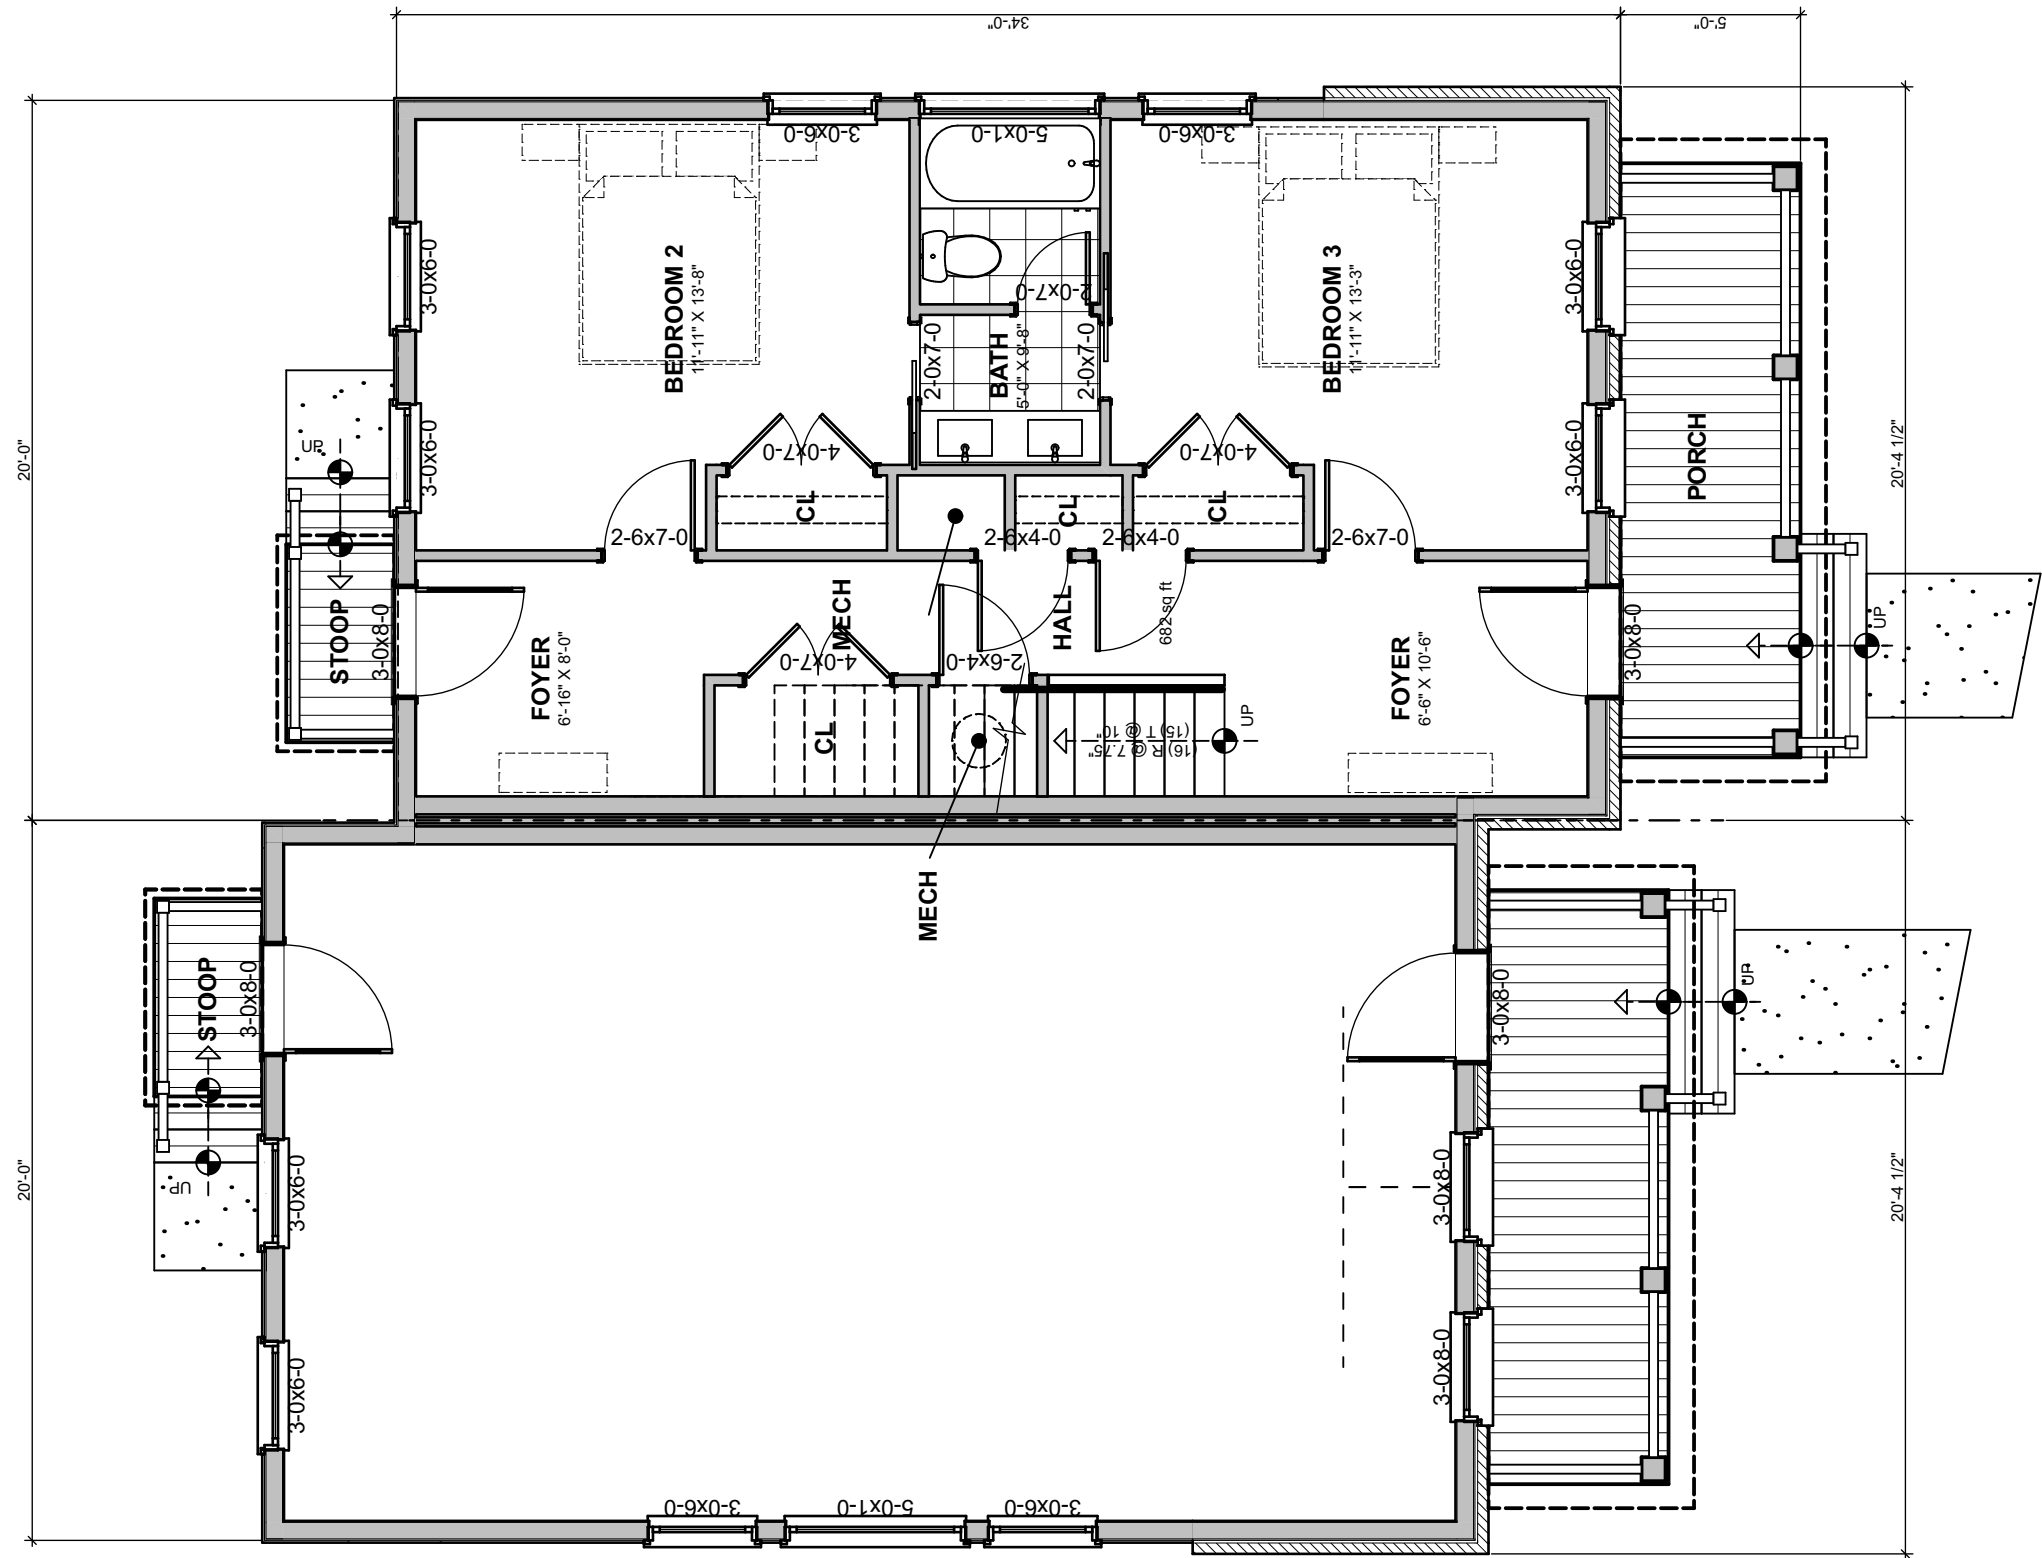 34'-0"
5'-0"
20'-0"
20'-4 1/2"
3-0x6-0
5-0x1-0
3-0x6-0
3-0x6-0
3-0x6-0
BEDROOM 2
11'-11" X 13'-8"
2-0x7-0
2-0x7-0
BATH
5'-0" X 9'-8"
2-0x7-0
BEDROOM 3
11'-11" X 13'-3"
3-0x6-0
3-0x6-0
PORCH
UP
4-0x7-0
4-0x7-0
CL
CL
CL
2-6x7-0
2-6x4-0
2-6x4-0
2-6x7-0
STOOP
3-0x8-0
FOYER
6'-16" X 8'-0"
MECH
4-0x7-0
2-6x4-0
HALL
682 sq ft
CL
(16) R @ 7.75"
(15) T @ 10"
UP
FOYER
6'-6" X 10'-6"
3-0x8-0
UP
MECH
STOOP
3-0x8-0
UP
3-0x8-0
UP
20'-0"
20'-4 1/2"
3-0x6-0
3-0x6-0
3-0x8-0
3-0x8-0
3-0x6-0
5-0x1-0
3-0x6-0